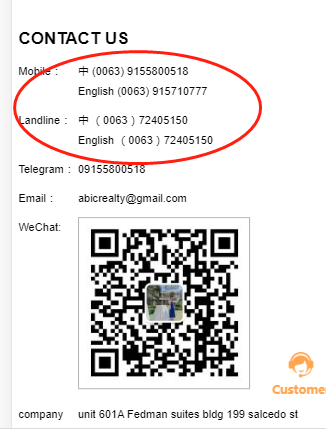 CONTACT US
Mobile： 中 (0063) 9155800518
English (0063) 915710777
Landline： 中 （0063）72405150
English （0063）72405150
Telegram： 09155800518
Email： abicrealty@gmail.com
WeChat:
Customer
company unit 601A Fedman suites bldg 199 salcedo st